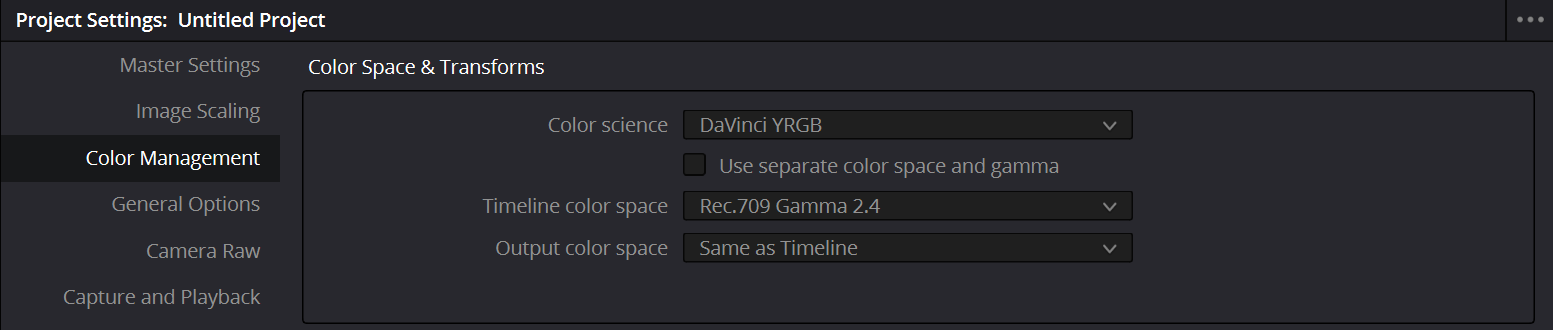 Project Settings: Untitled Project
Master Settings
Image Scaling
Color Management
General Options
Camera Raw
Capture and Playback
Color Space & Transforms
Color science DaVinci YRGB
Use separate color space and gamma
Timeline color space Rec.709 Gamma 2.4
Output color space Same as Timeline